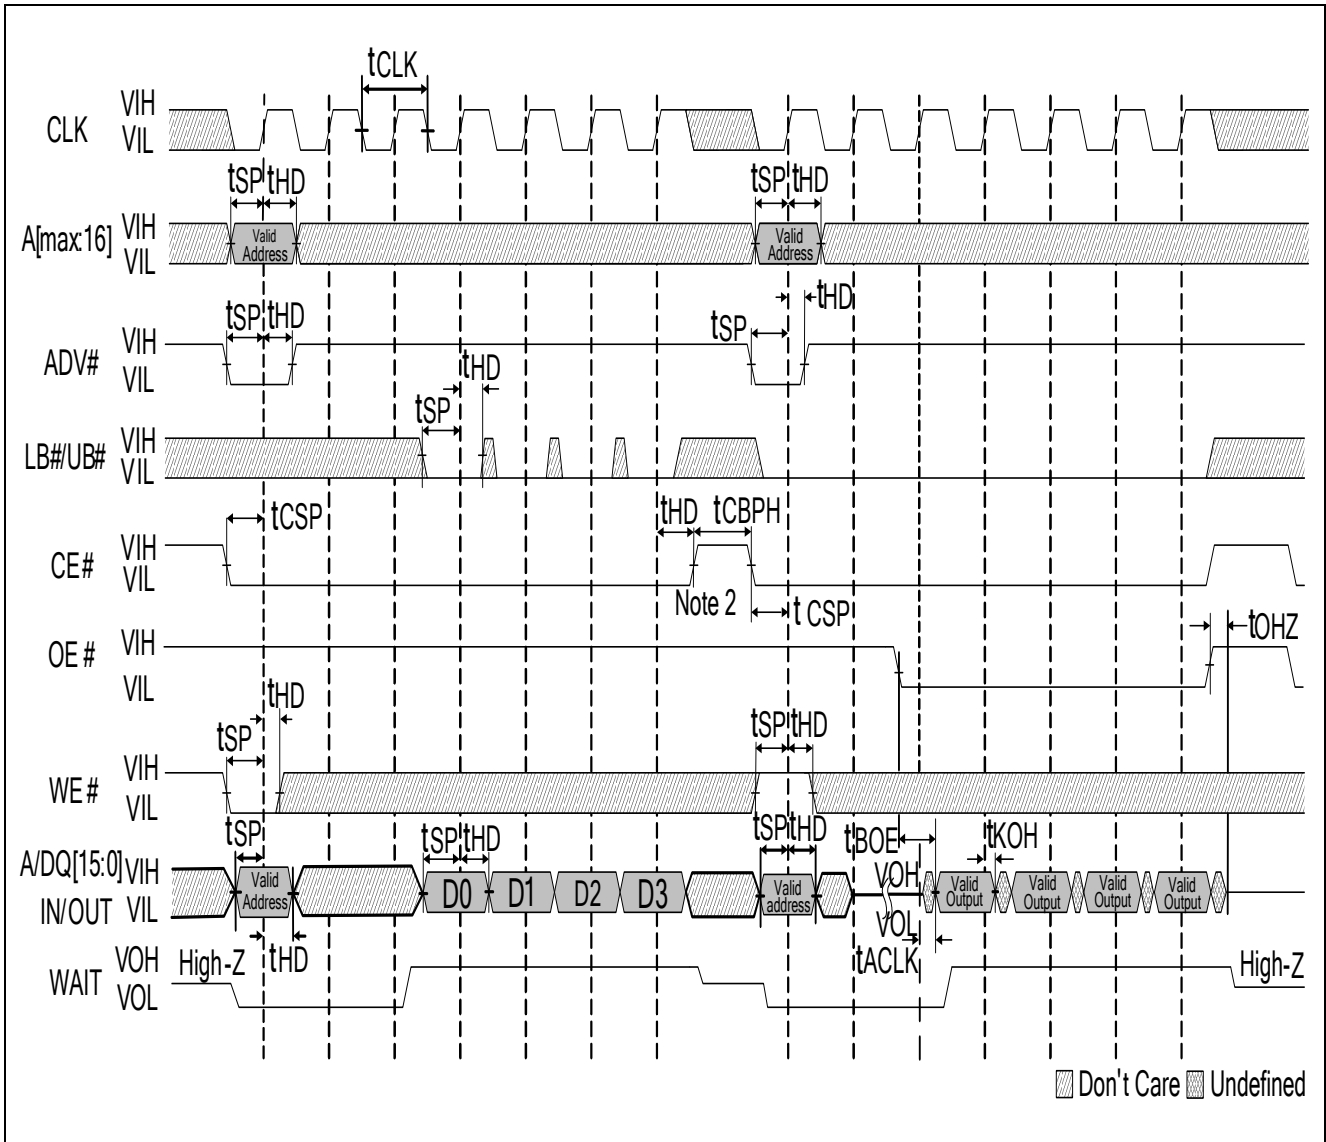 tCLK
CLK VIH
VIL
tSP tHD tSP tHD
A[max:16] VIH Valid Address Valid Address
VIL
tSP tHD tSP tHD
ADV# VIH
VIL
tSP tHD
LB#/UB# VIH
VIL
tCSP tHD tCBPH
CE# VIH
VIL
Note 2 tCSP
OE# VIH tOHZ
VIL
tSP tHD tSP tHD
WE# VIH
VIL
tSP tSP tHD tSP tHD tBOE tKOH
A/DQ[15:0] VIH Valid Address D0 D1 D2 D3 Valid address VOH Valid Output Valid Output Valid Output Valid Output
IN/OUT VIL VOL
tHD tACLK
WAIT VOH High-Z High-Z
VOL
Don't Care Undefined